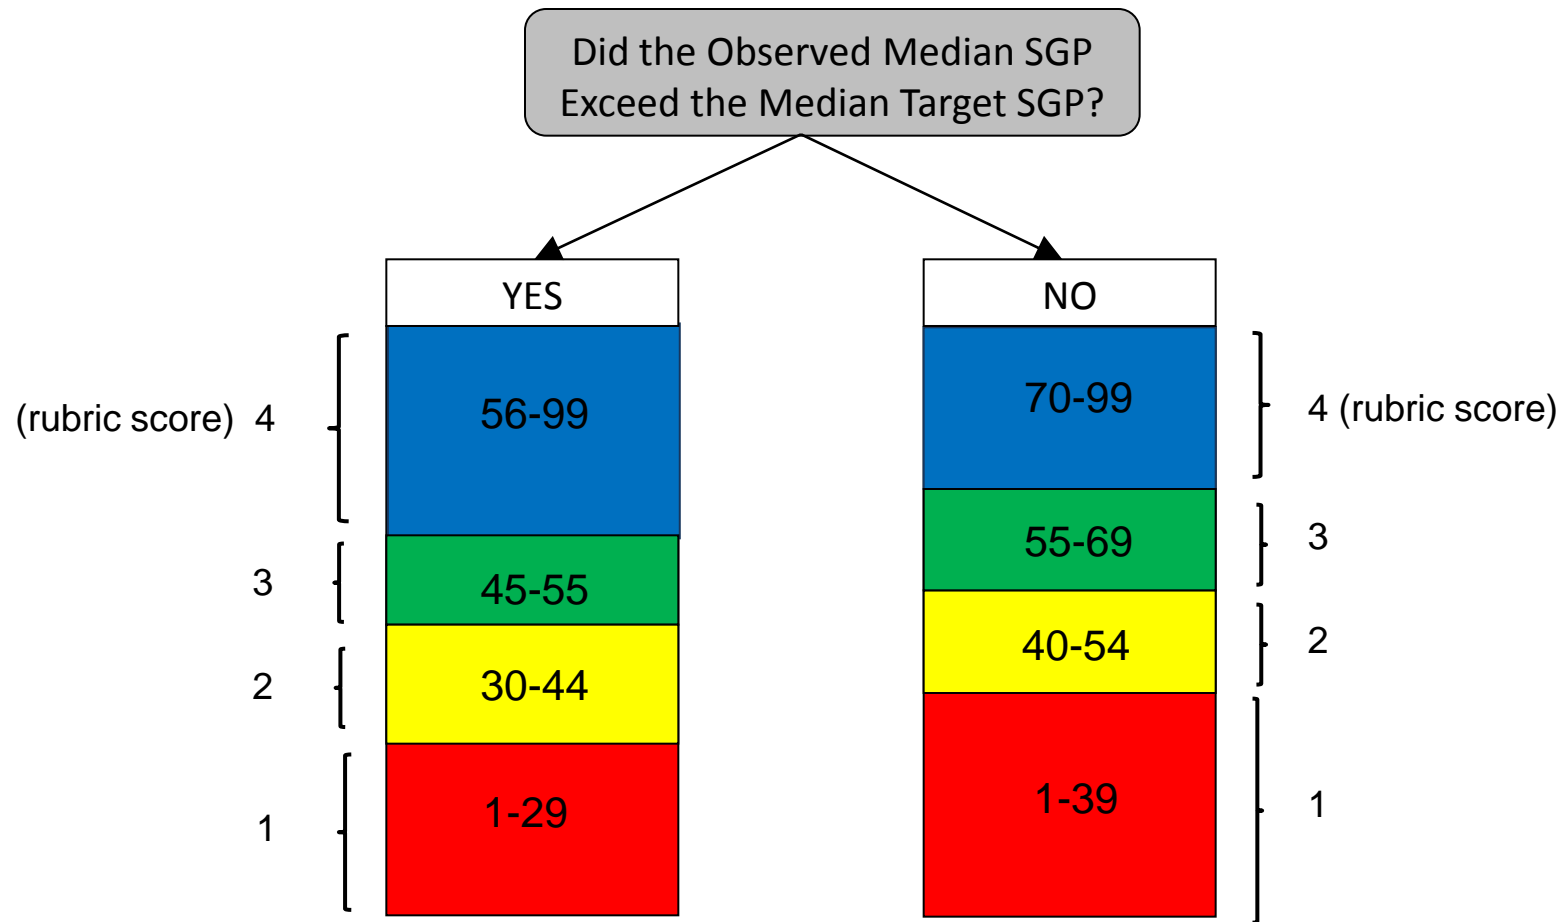 Did the Observed Median SGP
Exceed the Median Target SGP?
YES
NO
(rubric score) 4
56-99
70-99
4 (rubric score)
3
45-55
55-69
3
2
30-44
40-54
2
1
1-29
1-39
1